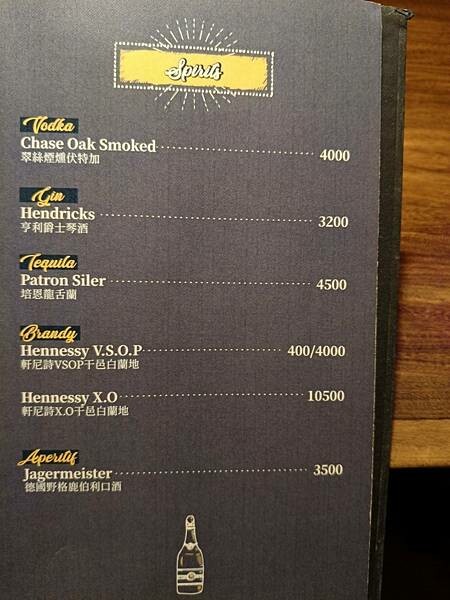 Spirits
Vodka
Chase Oak Smoked 4000
翠絲煙燻伏特加
Gin
Hendricks 3200
亨利爵士琴酒
Tequila
Patron Siler 4500
培恩龍舌蘭
Brandy
Hennessy V.S.O.P 400/4000
軒尼詩VSOP干邑白蘭地
Hennessy X.O 10500
軒尼詩X.O干邑白蘭地
Aperitif
Jagermeister 3500
德國野格鹿伯利口酒